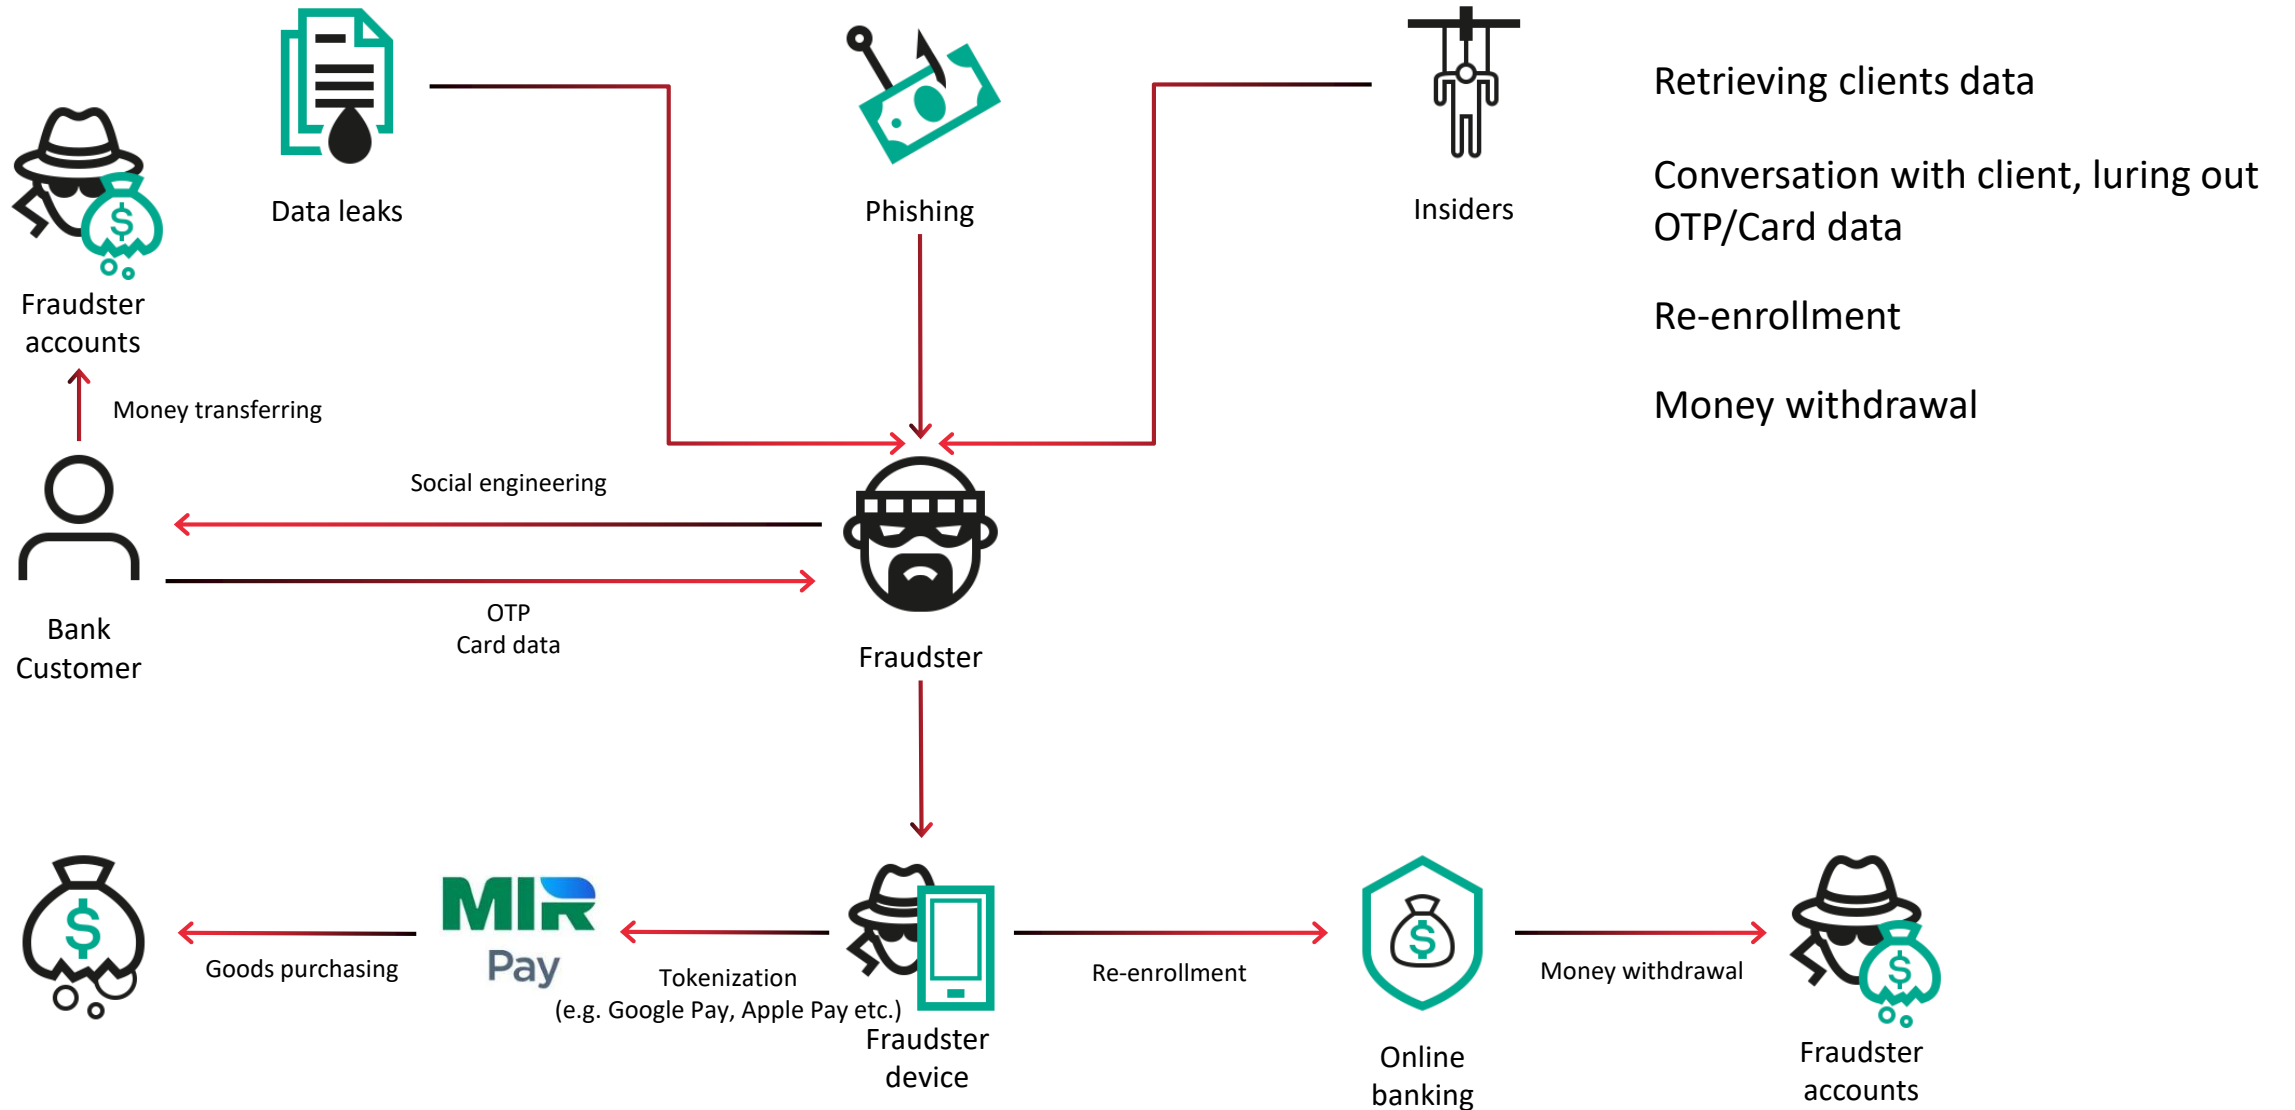 Data leaks
Phishing
Insiders
Retrieving clients data
Conversation with client, luring out
OTP/Card data
Re-enrollment
Money withdrawal
Fraudster
accounts
Money transferring
Social engineering
OTP
Card data
Bank
Customer
Fraudster
$
Goods purchasing
MIR
Pay
Tokenization
(e.g. Google Pay, Apple Pay etc.)
Fraudster
device
Re-enrollment
$
Online
banking
Money withdrawal
$
Fraudster
accounts
$